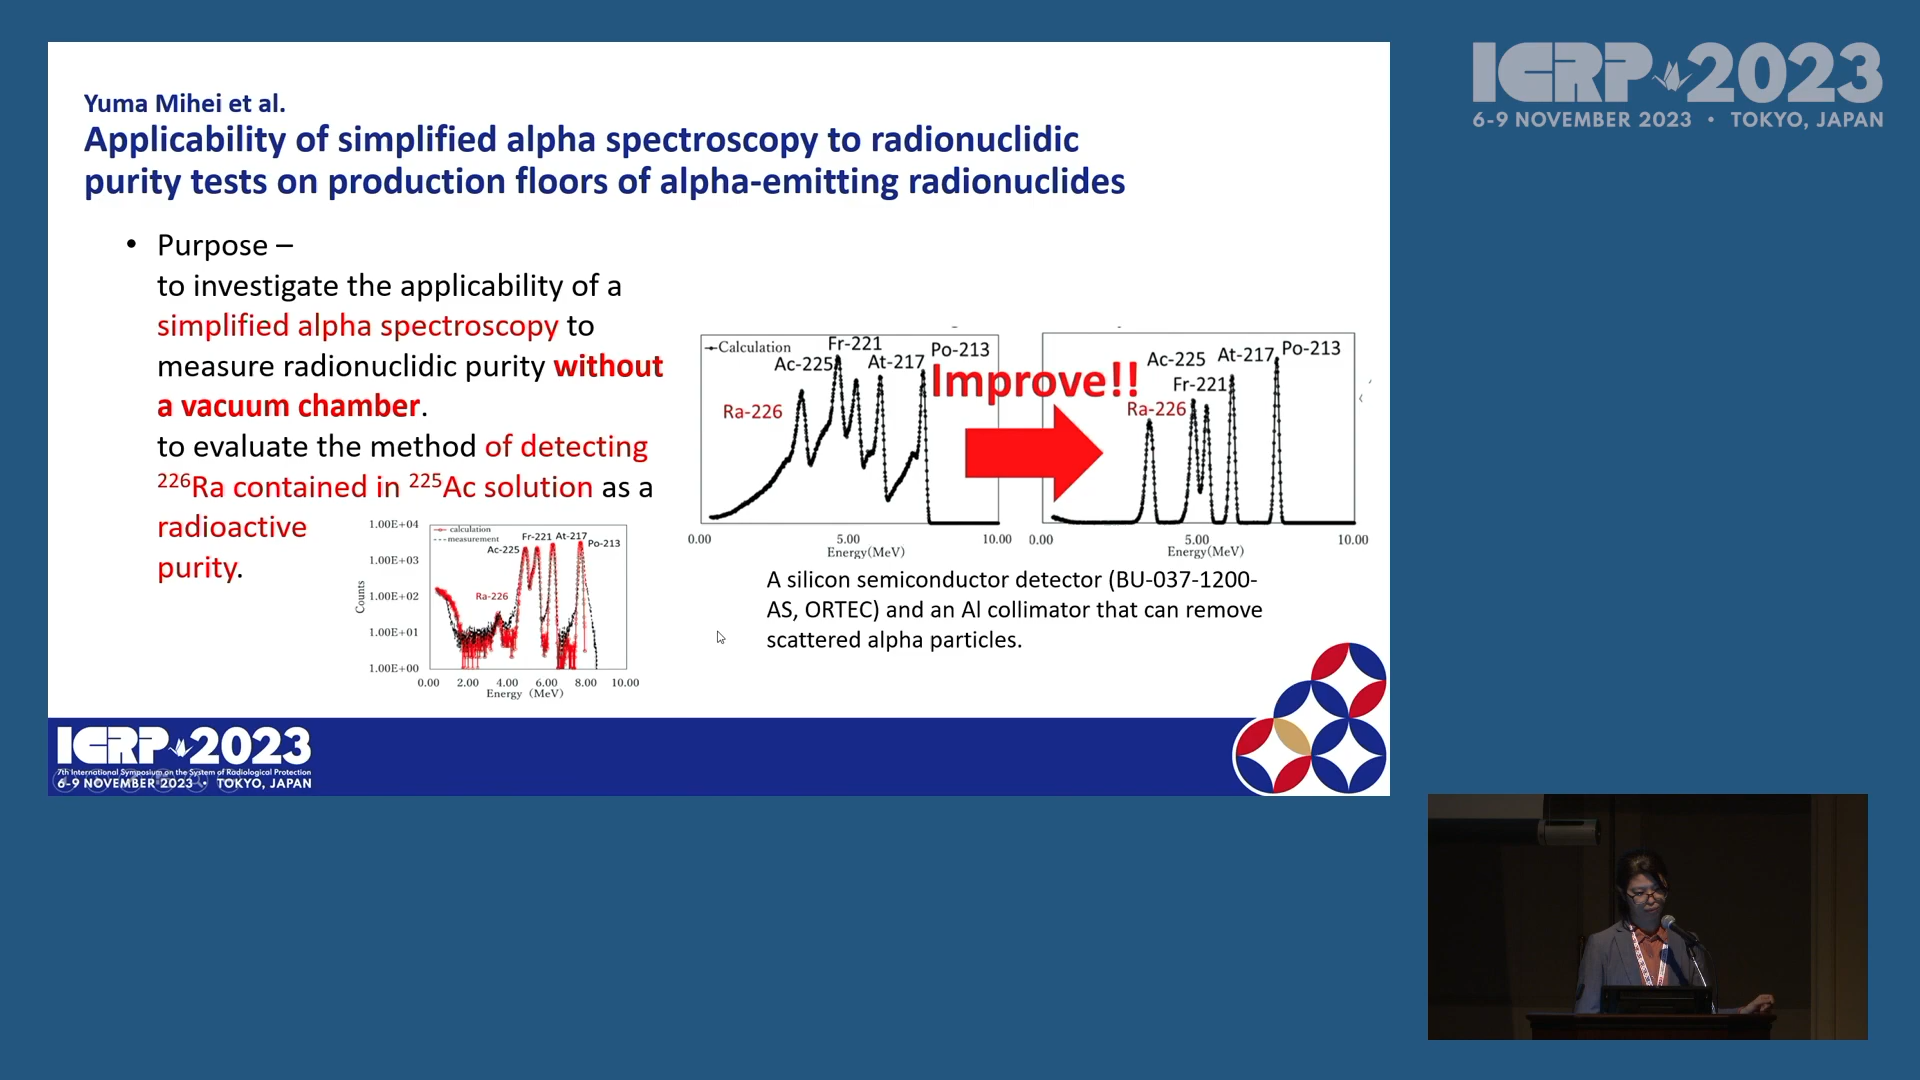 ICRP 2023
6-9 NOVEMBER 2023 • TOKYO, JAPAN
Yuma Mihei et al.
Applicability of simplified alpha spectroscopy to radionuclidic
purity tests on production floors of alpha-emitting radionuclides
• Purpose –
to investigate the applicability of a
simplified alpha spectroscopy to
measure radionuclidic purity without
a vacuum chamber.
to evaluate the method of detecting
²²⁶Ra contained in ²²⁵Ac solution as a
radioactive
purity.
1.00E+04
1.00E+03
1.00E+02
1.00E+01
1.00E+00
Counts
calculation
measurement
Ac-225
Fr-221
At-217
Po-213
Ra-226
0.00 2.00 4.00 6.00 8.00 10.00
Energy (MeV)
Calculation
Fr-221
Ac-225
At-217
Po-213
Ra-226
0.00 5.00 10.00
Energy(MeV)
Improve!!
Ac-225
At-217
Po-213
Fr-221
Ra-226
0.00 5.00 10.00
Energy(MeV)
A silicon semiconductor detector (BU-037-1200-
AS, ORTEC) and an Al collimator that can remove
scattered alpha particles.
ICRP 2023
7th International Symposium on the System of Radiological Protection
6-9 NOVEMBER 2023 • TOKYO, JAPAN